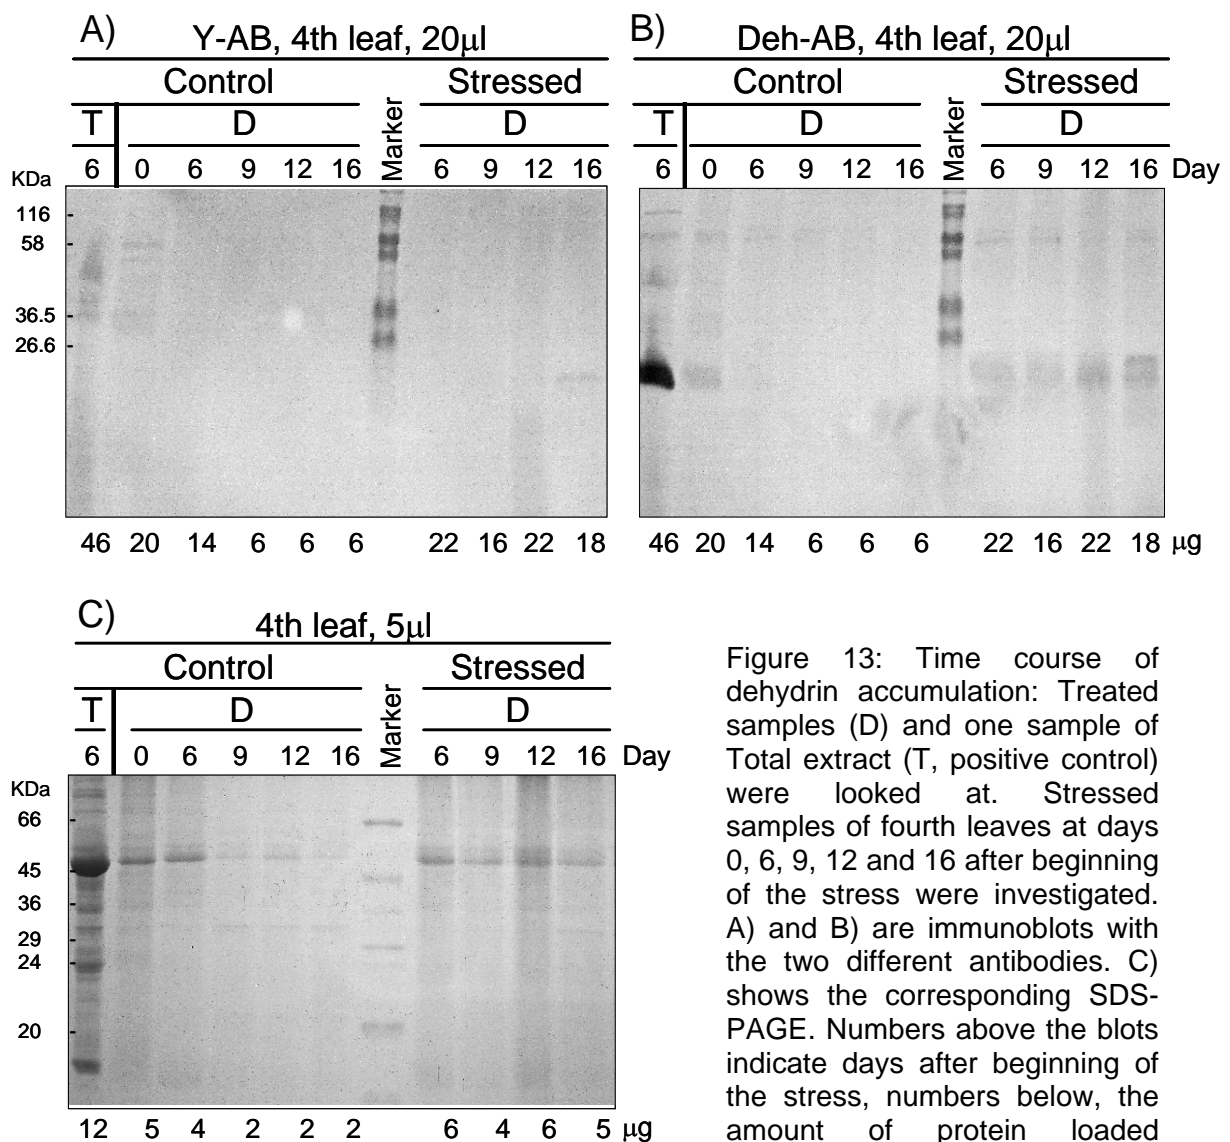 A) Y-AB, 4th leaf, 20μl
Control Stressed
T D Marker D
6 0 6 9 12 16 6 9 12 16
KDa
116 -
58 -
36.5 -
26.6 -
46 20 14 6 6 6 22 16 22 18
B) Deh-AB, 4th leaf, 20μl
Control Stressed
T D Marker D
6 0 6 9 12 16 6 9 12 16 Day
46 20 14 6 6 6 22 16 22 18 μg
C) 4th leaf, 5μl
Control Stressed
T D Marker D
6 0 6 9 12 16 6 9 12 16 Day
KDa
66 -
45 -
36 -
29 -
24 -
20 -
12 5 4 2 2 2 6 4 6 5 μg
Figure 13: Time course of
dehydrin accumulation: Treated
samples (D) and one sample of
Total extract (T, positive control)
were looked at. Stressed
samples of fourth leaves at days
0, 6, 9, 12 and 16 after beginning
of the stress were investigated.
A) and B) are immunoblots with
the two different antibodies. C)
shows the corresponding SDS-
PAGE. Numbers above the blots
indicate days after beginning of
the stress, numbers below, the
amount of protein loaded